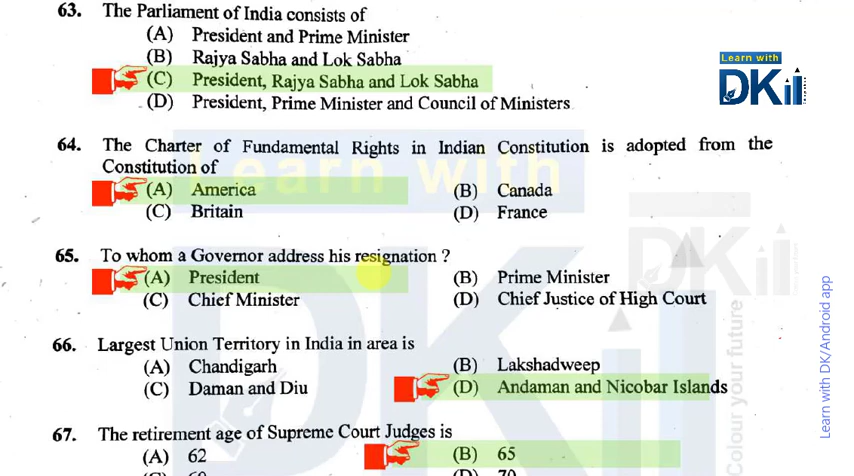 63. The Parliament of India consists of
(A) President and Prime Minister
(B) Rajya Sabha and Lok Sabha
(C) President, Rajya Sabha and Lok Sabha
(D) President, Prime Minister and Council of Ministers
Learn with
DK
64. The Charter of Fundamental Rights in Indian Constitution is adopted from the
Constitution of
(A) America (B) Canada
(C) Britain (D) France
Learn with
65. To whom a Governor address his resignation ?
(A) President (B) Prime Minister
(C) Chief Minister (D) Chief Justice of High Court
DK
66. Largest Union Territory in India in area is
(A) Chandigarh (B) Lakshadweep
(C) Daman and Diu (D) Andaman and Nicobar Islands
67. The retirement age of Supreme Court Judges is
(A) 62 (B) 65
DK
colour your future
Learn with DK/Android app